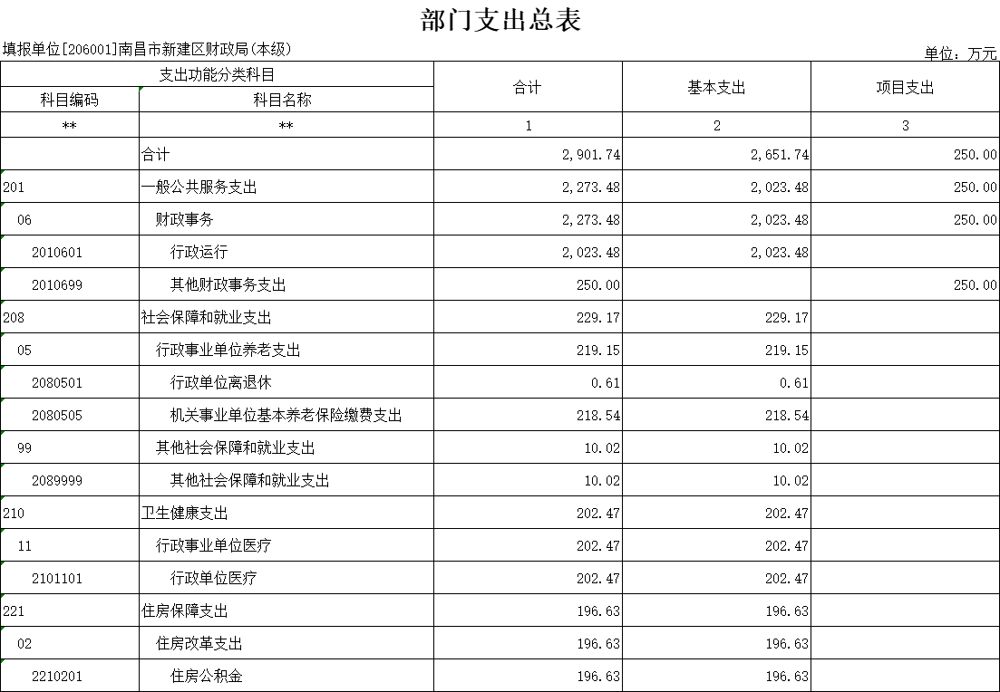 部门支出总表
填报单位[206001]南昌市新建区财政局(本级)
单位：万元
支出功能分类科目 合计 基本支出 项目支出
科目编码 科目名称
** ** 1 2 3
合计 2,901.74 2,651.74 250.00
201 一般公共服务支出 2,273.48 2,023.48 250.00
06 财政事务 2,273.48 2,023.48 250.00
2010601 行政运行 2,023.48 2,023.48
2010699 其他财政事务支出 250.00 250.00
208 社会保障和就业支出 229.17 229.17
05 行政事业单位养老支出 219.15 219.15
2080501 行政单位离退休 0.61 0.61
2080505 机关事业单位基本养老保险缴费支出 218.54 218.54
99 其他社会保障和就业支出 10.02 10.02
2089999 其他社会保障和就业支出 10.02 10.02
210 卫生健康支出 202.47 202.47
11 行政事业单位医疗 202.47 202.47
2101101 行政单位医疗 202.47 202.47
221 住房保障支出 196.63 196.63
02 住房改革支出 196.63 196.63
2210201 住房公积金 196.63 196.63